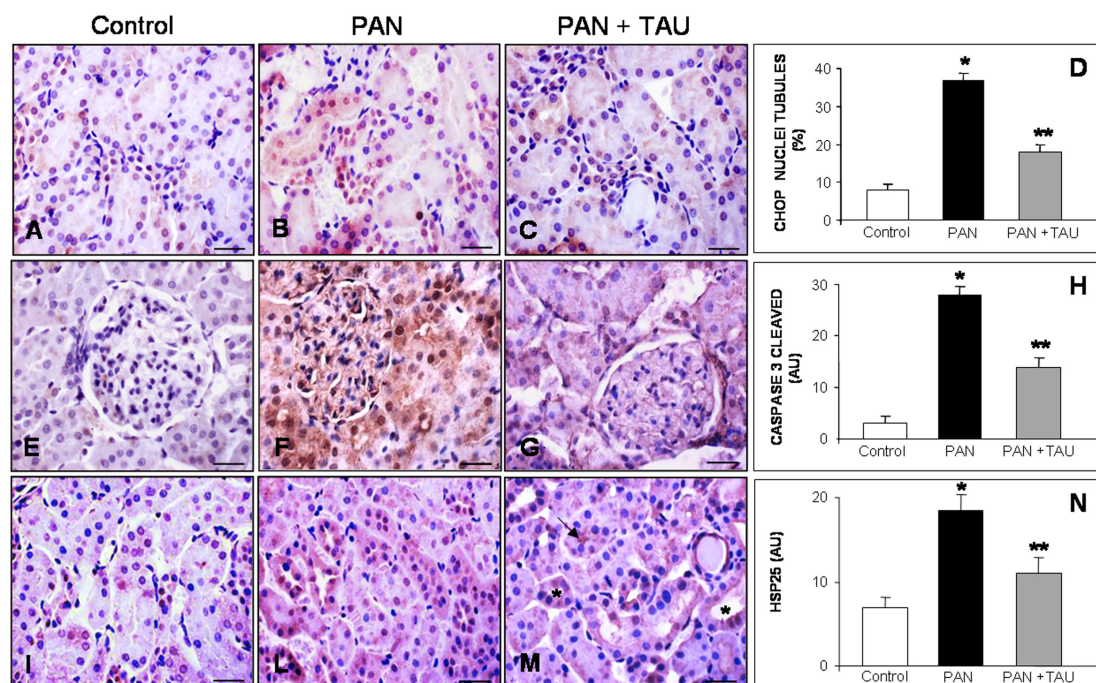 Control PAN PAN + TAU
A
B
C
D
CHOP NUCLEI TUBULES
(%)
40
30
20
10
0
*
**
Control PAN PAN +TAU
E
F
G
H
CASPASE 3 CLEAVED
(AU)
30
20
10
0
*
**
Control PAN PAN +TAU
I
L
M
*
*
N
HSP25 (AU)
20
10
0
*
**
Control PAN PAN +TAU